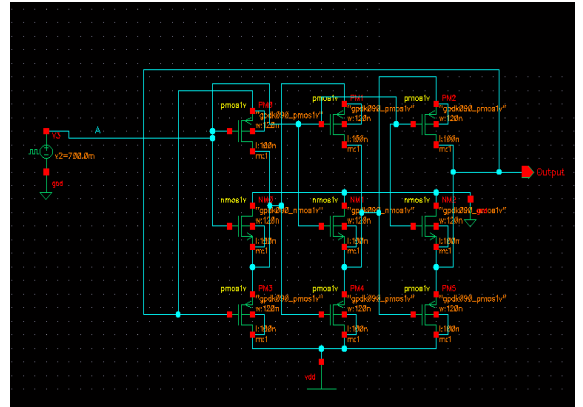 PM0
pmos1v
"gpdk090_pmos1v"
w:120n
l:100n
m:1
PM1
pmos1v
"gpdk090_pmos1v"
w:120n
l:100n
m:1
PM2
pmos1v
"gpdk090_pmos1v"
w:120n
l:100n
m:1
V3
A
v2=700.0m
gnd
Output
NM0
nmos1v
"gpdk090_nmos1v"
w:120n
l:100n
m:1
NM1
nmos1v
"gpdk090_nmos1v"
w:120n
l:100n
m:1
NM2
nmos1v
w:120n
l:100n
m:1
PM3
pmos1v
"gpdk090_pmos1v"
w:120n
l:100n
m:1
PM4
pmos1v
"gpdk090_pmos1v"
w:120n
l:100n
m:1
PM5
pmos1v
"gpdk090_pmos1v"
w:120n
l:100n
m:1
vdd